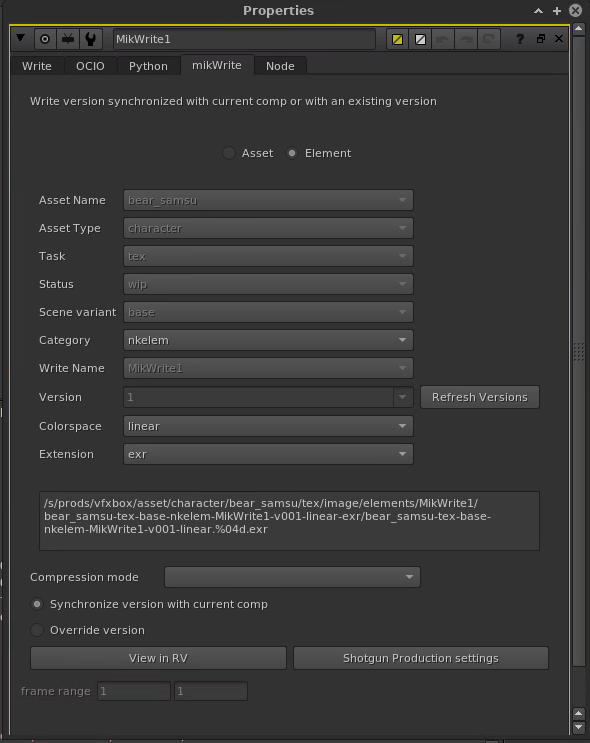 Properties
MikWrite1
?
Write OCIO Python mikWrite Node
Write version synchronized with current comp or with an existing version
Asset Element
Asset Name bear_samsu
Asset Type character
Task tex
Status wip
Scene variant base
Category nkelem
Write Name MikWrite1
Version 1 Refresh Versions
Colorspace linear
Extension exr
/s/prods/vfxbox/asset/character/bear_samsu/tex/image/elements/MikWrite1/
bear_samsu-tex-base-nkelem-MikWrite1-v001-linear-exr/bear_samsu-tex-base-
nkelem-MikWrite1-v001-linear.%04d.exr
Compression mode
Synchronize version with current comp
Override version
View in RV Shotgun Production settings
frame range 1 1